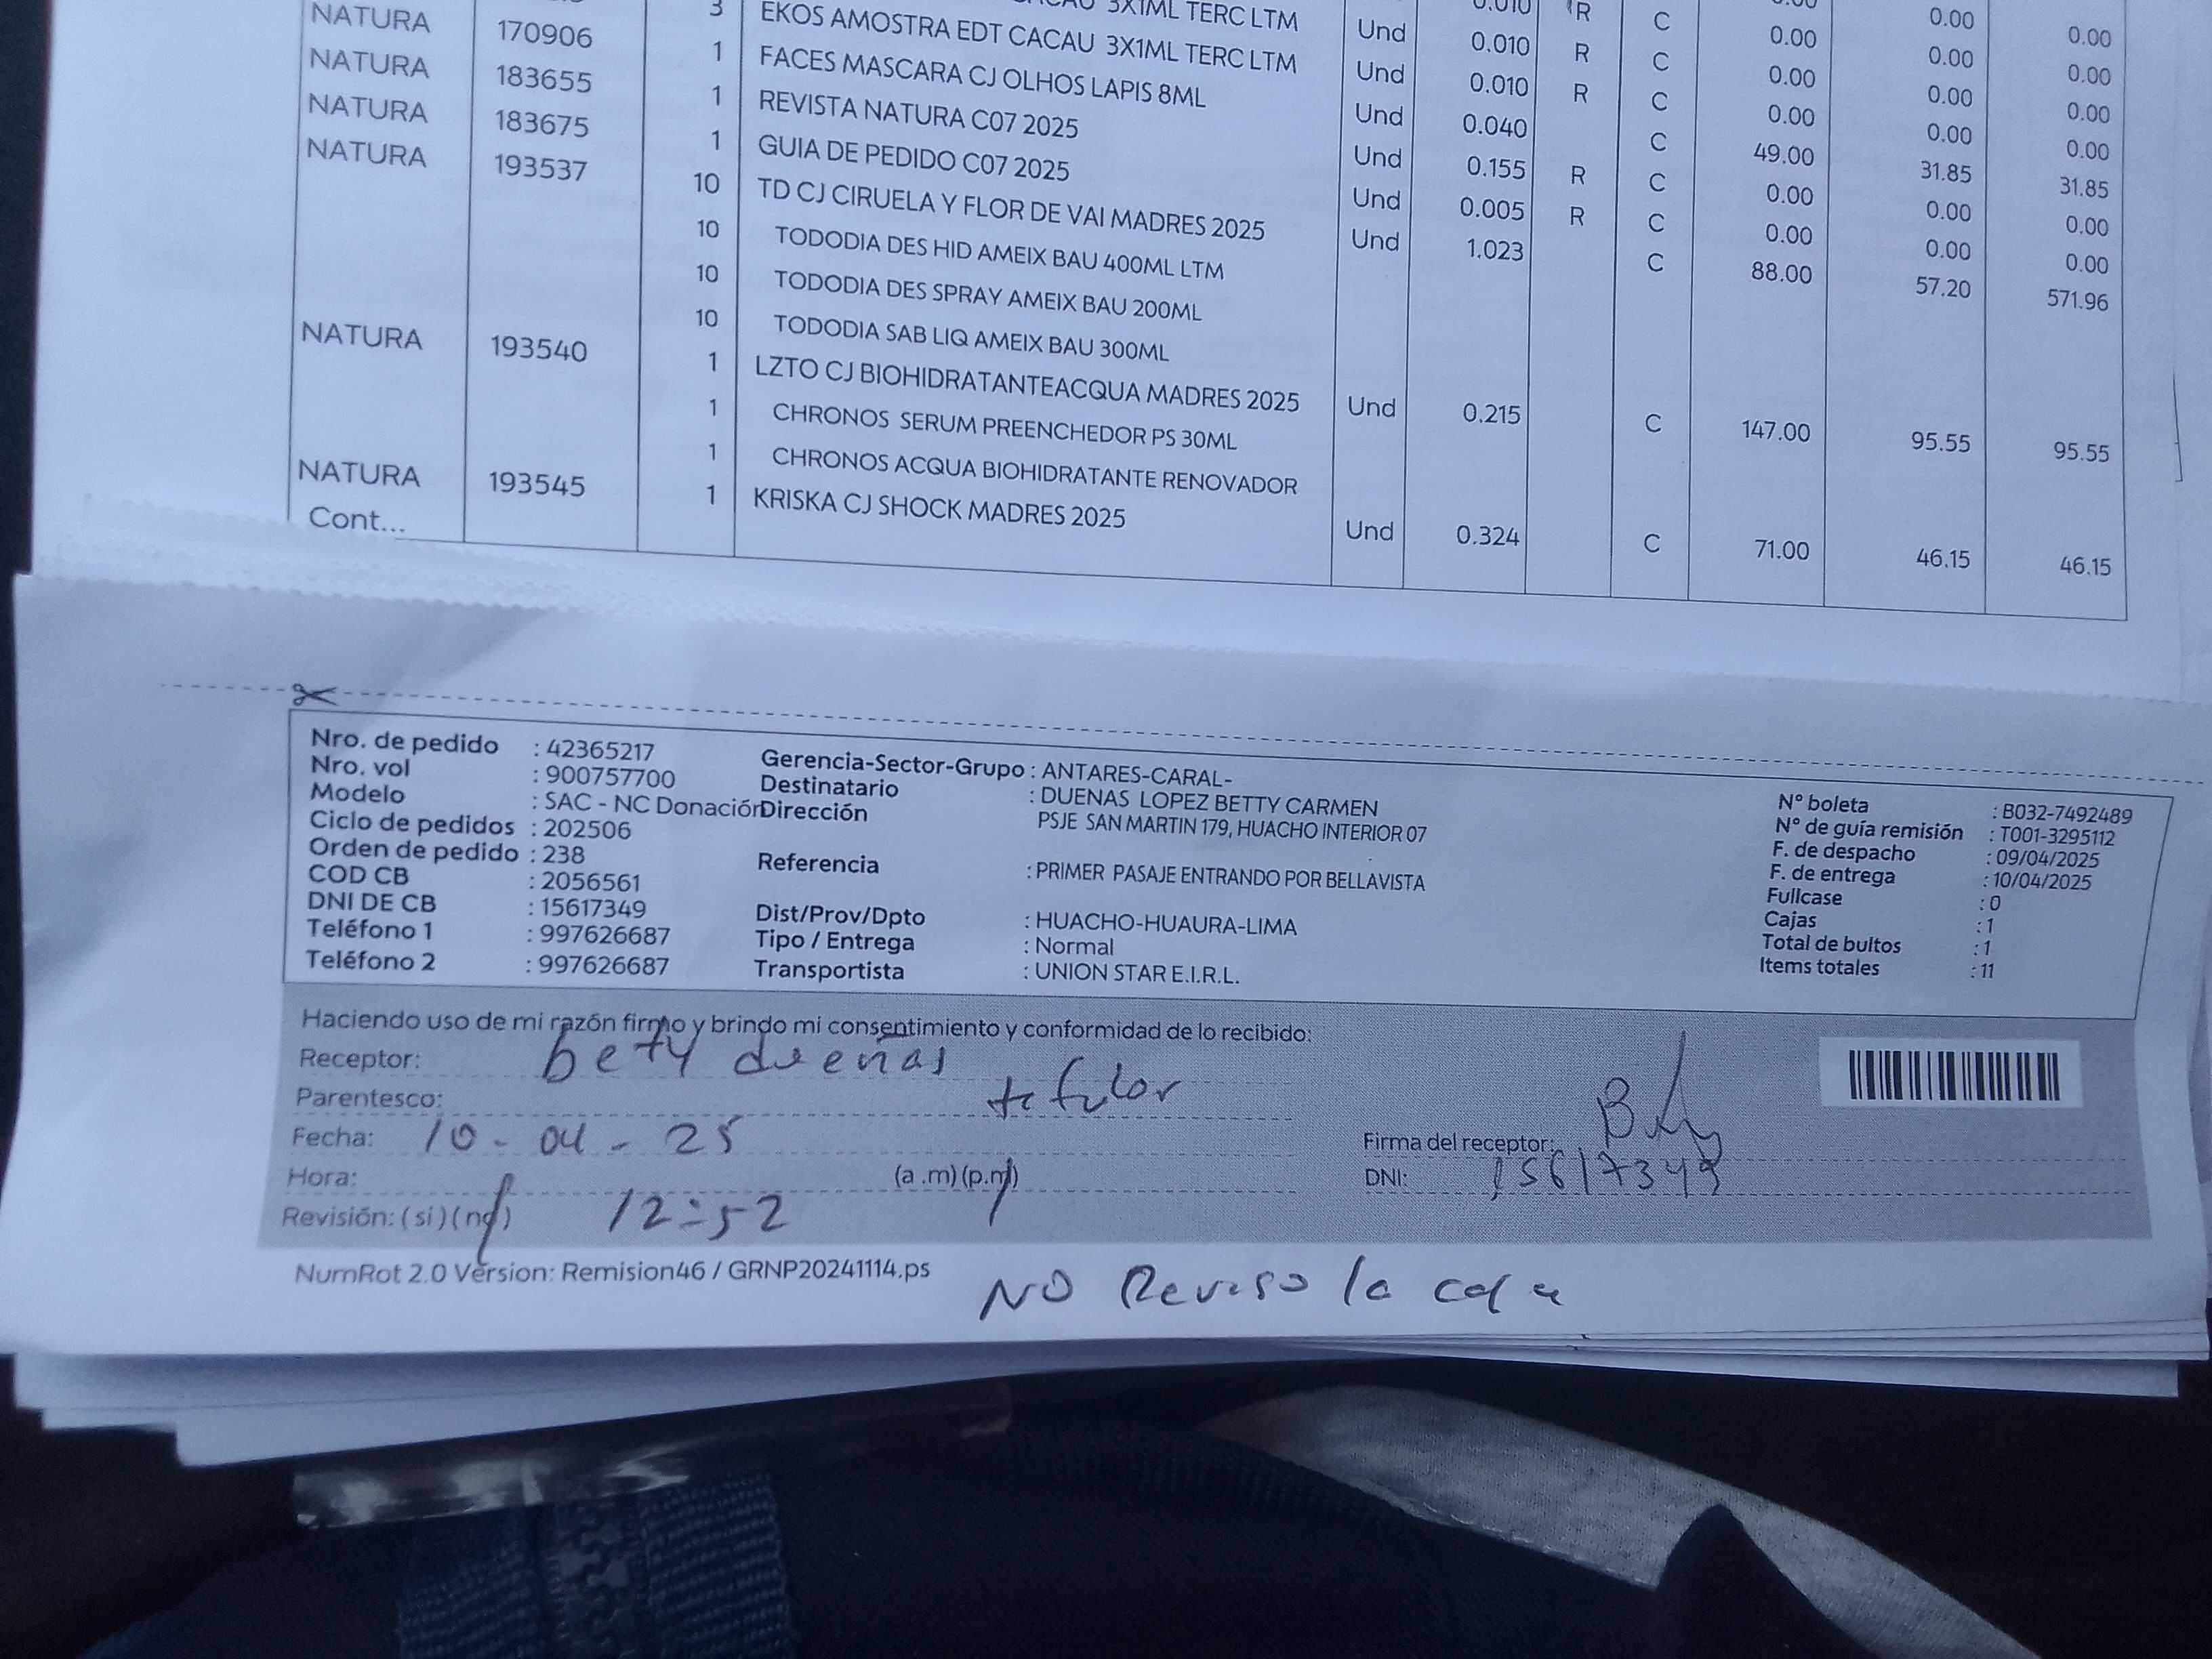 3X1ML TERC LTM 0.010 R C 0.00 0.00
NATURA 170906 3 EKOS AMOSTRA EDT CACAU 3X1ML TERC LTM Und 0.010 R C 0.00 0.00 0.00
NATURA 183655 1 FACES MASCARA CJ OLHOS LAPIS 8ML Und 0.040 C 49.00 31.85 31.85
NATURA 183675 1 REVISTA NATURA C07 2025 Und 0.155 R C 0.00 0.00 0.00
1 GUIA DE PEDIDO C07 2025 Und 0.005 R C 0.00 0.00 0.00
NATURA 193537 10 TD CJ CIRUELA Y FLOR DE VAI MADRES 2025 Und 1.023 C 88.00 57.20 571.96
10 TODODIA DES HID AMEIX BAU 400ML LTM
10 TODODIA DES SPRAY AMEIX BAU 200ML
10 TODODIA SAB LIQ AMEIX BAU 300ML
NATURA 193540 1 LZTO CJ BIOHIDRATANTEACQUA MADRES 2025 Und 0.215 C 147.00 95.55 95.55
1 CHRONOS SERUM PREENCHEDOR PS 30ML
1 CHRONOS ACQUA BIOHIDRATANTE RENOVADOR
NATURA 193545 1 KRISKA CJ SHOCK MADRES 2025 Und 0.324 C 71.00 46.15 46.15
Cont...
Nro. de pedido : 42365217
Nro. vol : 900757700
Modelo : SAC - NC Donación
Ciclo de pedidos : 202506
Orden de pedido : 238
COD CB : 2056561
DNI DE CB : 15617349
Teléfono 1 : 997626687
Teléfono 2 : 997626687
Gerencia-Sector-Grupo : ANTARES-CARAL-
Destinatario : DUENAS LOPEZ BETTY CARMEN
Dirección PSJE SAN MARTIN 179, HUACHO INTERIOR 07
Referencia : PRIMER PASAJE ENTRANDO POR BELLAVISTA
Dist/Prov/Dpto : HUACHO-HUAURA-LIMA
Tipo / Entrega : Normal
Transportista : UNION STAR E.I.R.L.
N° boleta : B032-7492489
N° de guía remisión : T001-3295112
F. de despacho : 09/04/2025
F. de entrega : 10/04/2025
Fullcase : 0
Cajas : 1
Total de bultos : 1
Items totales : 11
Haciendo uso de mi razón firmo y brindo mi consentimiento y conformidad de lo recibido:
Receptor: bety dueñas
Parentesco: titular
Fecha: 10-04-25
Hora: 12:52 (a .m) (p.m)
Revisión: ( si ) ( no )
Firma del receptor:
DNI: 15617349
NumRot 2.0 Version: Remision46 / GRNP20241114.ps
NO Reviso la caja